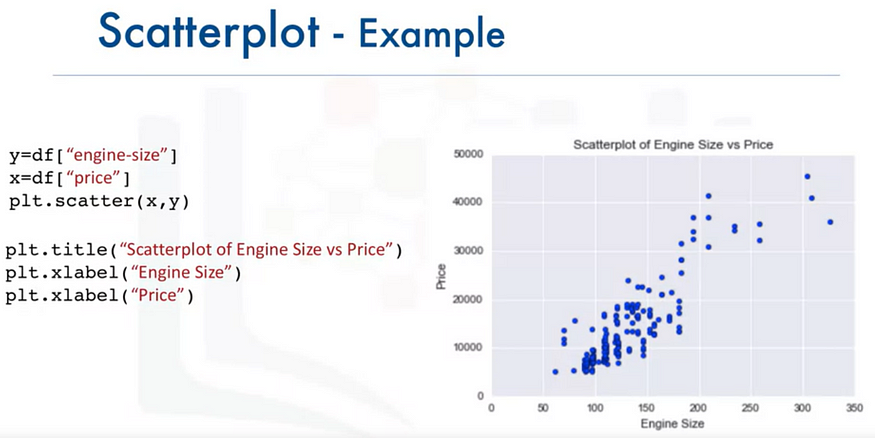 Scatterplot - Example
y=df[“engine-size”]
x=df[“price”]
plt.scatter(x,y)
plt.title(“Scatterplot of Engine Size vs Price”)
plt.xlabel(“Engine Size”)
plt.xlabel(“Price”)
Scatterplot of Engine Size vs Price
50000
40000
30000
20000
10000
0
Price
0 50 100 150 200 250 300 350
Engine Size